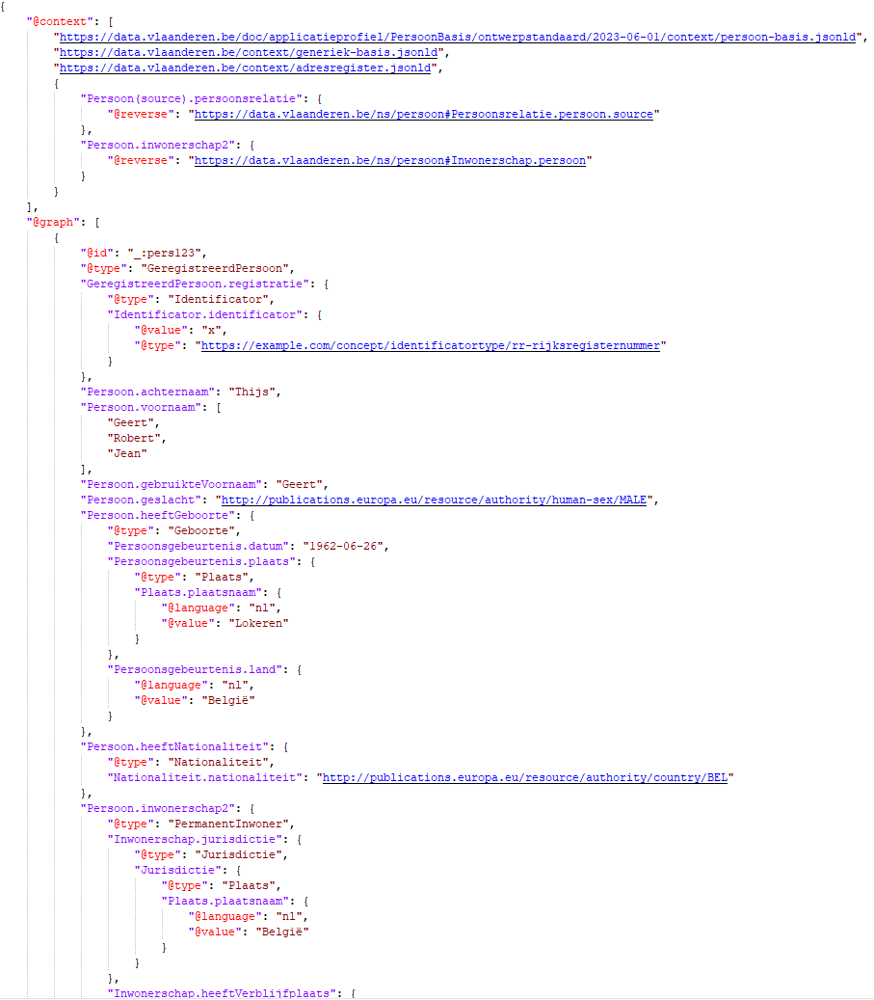 {
    "@context": [
        "https://data.vlaanderen.be/doc/applicatieprofiel/PersoonBasis/ontwerpstandaard/2023-06-01/context/persoon-basis.jsonld",
        "https://data.vlaanderen.be/context/generiek-basis.jsonld",
        "https://data.vlaanderen.be/context/adresregister.jsonld",
        {
            "Persoon(source).persoonsrelatie": {
                "@reverse": "https://data.vlaanderen.be/ns/persoon#Persoonsrelatie.persoon.source"
            },
            "Persoon.inwonerschap2": {
                "@reverse": "https://data.vlaanderen.be/ns/persoon#Inwonerschap.persoon"
            }
        }
    ],
    "@graph": [
        {
            "@id": "_:pers123",
            "@type": "GeregistreerdPersoon",
            "GeregistreerdPersoon.registratie": {
                "@type": "Identificator",
                "Identificator.identificator": {
                    "@value": "x",
                    "@type": "https://example.com/concept/identificatortype/rr-rijksregisternummer"
                }
            },
            "Persoon.achternaam": "Thijs",
            "Persoon.voornaam": [
                "Geert",
                "Robert",
                "Jean"
            ],
            "Persoon.gebruikteVoornaam": "Geert",
            "Persoon.geslacht": "http://publications.europa.eu/resource/authority/human-sex/MALE",
            "Persoon.heeftGeboorte": {
                "@type": "Geboorte",
                "Persoonsgebeurtenis.datum": "1962-06-26",
                "Persoonsgebeurtenis.plaats": {
                    "@type": "Plaats",
                    "Plaats.plaatsnaam": {
                        "@language": "nl",
                        "@value": "Lokeren"
                    }
                },
                "Persoonsgebeurtenis.land": {
                    "@language": "nl",
                    "@value": "België"
                }
            },
            "Persoon.heeftNationaliteit": {
                "@type": "Nationaliteit",
                "Nationaliteit.nationaliteit": "http://publications.europa.eu/resource/authority/country/BEL"
            },
            "Persoon.inwonerschap2": {
                "@type": "PermanentInwoner",
                "Inwonerschap.jurisdictie": {
                    "@type": "Jurisdictie",
                    "Jurisdictie": {
                        "@type": "Plaats",
                        "Plaats.plaatsnaam": {
                            "@language": "nl",
                            "@value": "België"
                        }
                    }
                },
                "Inwonerschap.heeftVerblijfplaats": {